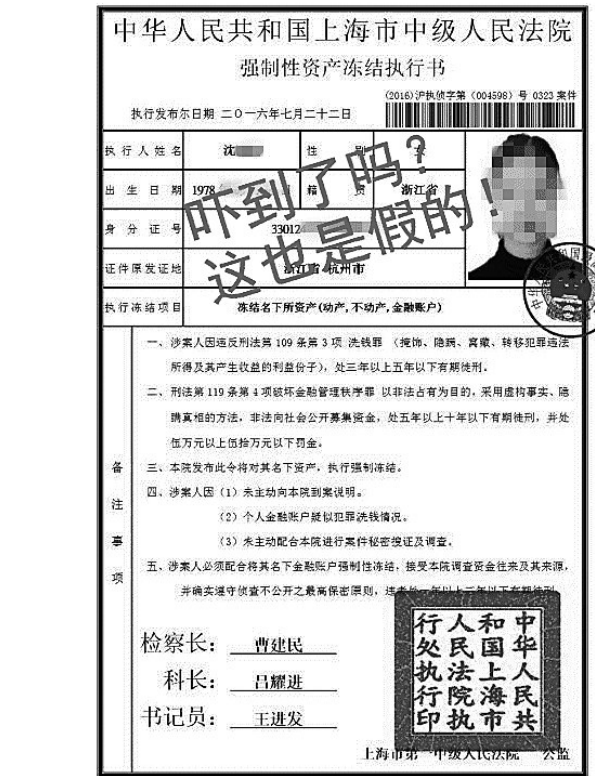 中华人民共和国上海市中级人民法院
强制性资产冻结执行书
(2016)沪执侦字第(004598)号 0323案件
执行发布尔日期 二〇一六年七月二十二日
执行人姓名 沈 性 别 女
出生日期 1978 籍 贯 浙江省
身分证号 33012
证件原发证地 浙江省 杭州市
执行冻结项目 冻结名下所资产(动产,不动产,金融账户)
吓到了吗?
这也是假的!
备注事项
一、涉案人因违反刑法第109条第3项 洗钱罪 (掩饰、隐瞒、窝藏、转移犯罪违法
所得及其产生收益的利益份子),处三年以上五年以下有期徒刑。
二、刑法第119条第4项破坏金融管理秩序罪 以非法占有为目的,采用虚构事实、隐
瞒真相的方法,非法向社会公开募集资金,处五年以上十年以下有期徒刑,并处
伍万元以上伍拾万元以下罚金。
三、本院发布此令将对其名下资产,执行强制冻结。
四、涉案人因(1)未主动向本院到案说明。
(2)个人金融账户疑似犯罪洗钱情况。
(3)未主动配合本院进行案件秘密搜证及调查。
五、涉案人必须配合将其名下金融账户强制性冻结,接受本院调查资金往来及其来源,
并确实遵守侦查不公开之最高保密原则,违者处一年以上三年以下有期徒刑
检察长: 曹建民
科长: 吕耀进
书记员: 王进发
中华人民共
和国上海市
人民法院执
行处执行印
上海市第一中级人民法院 公监